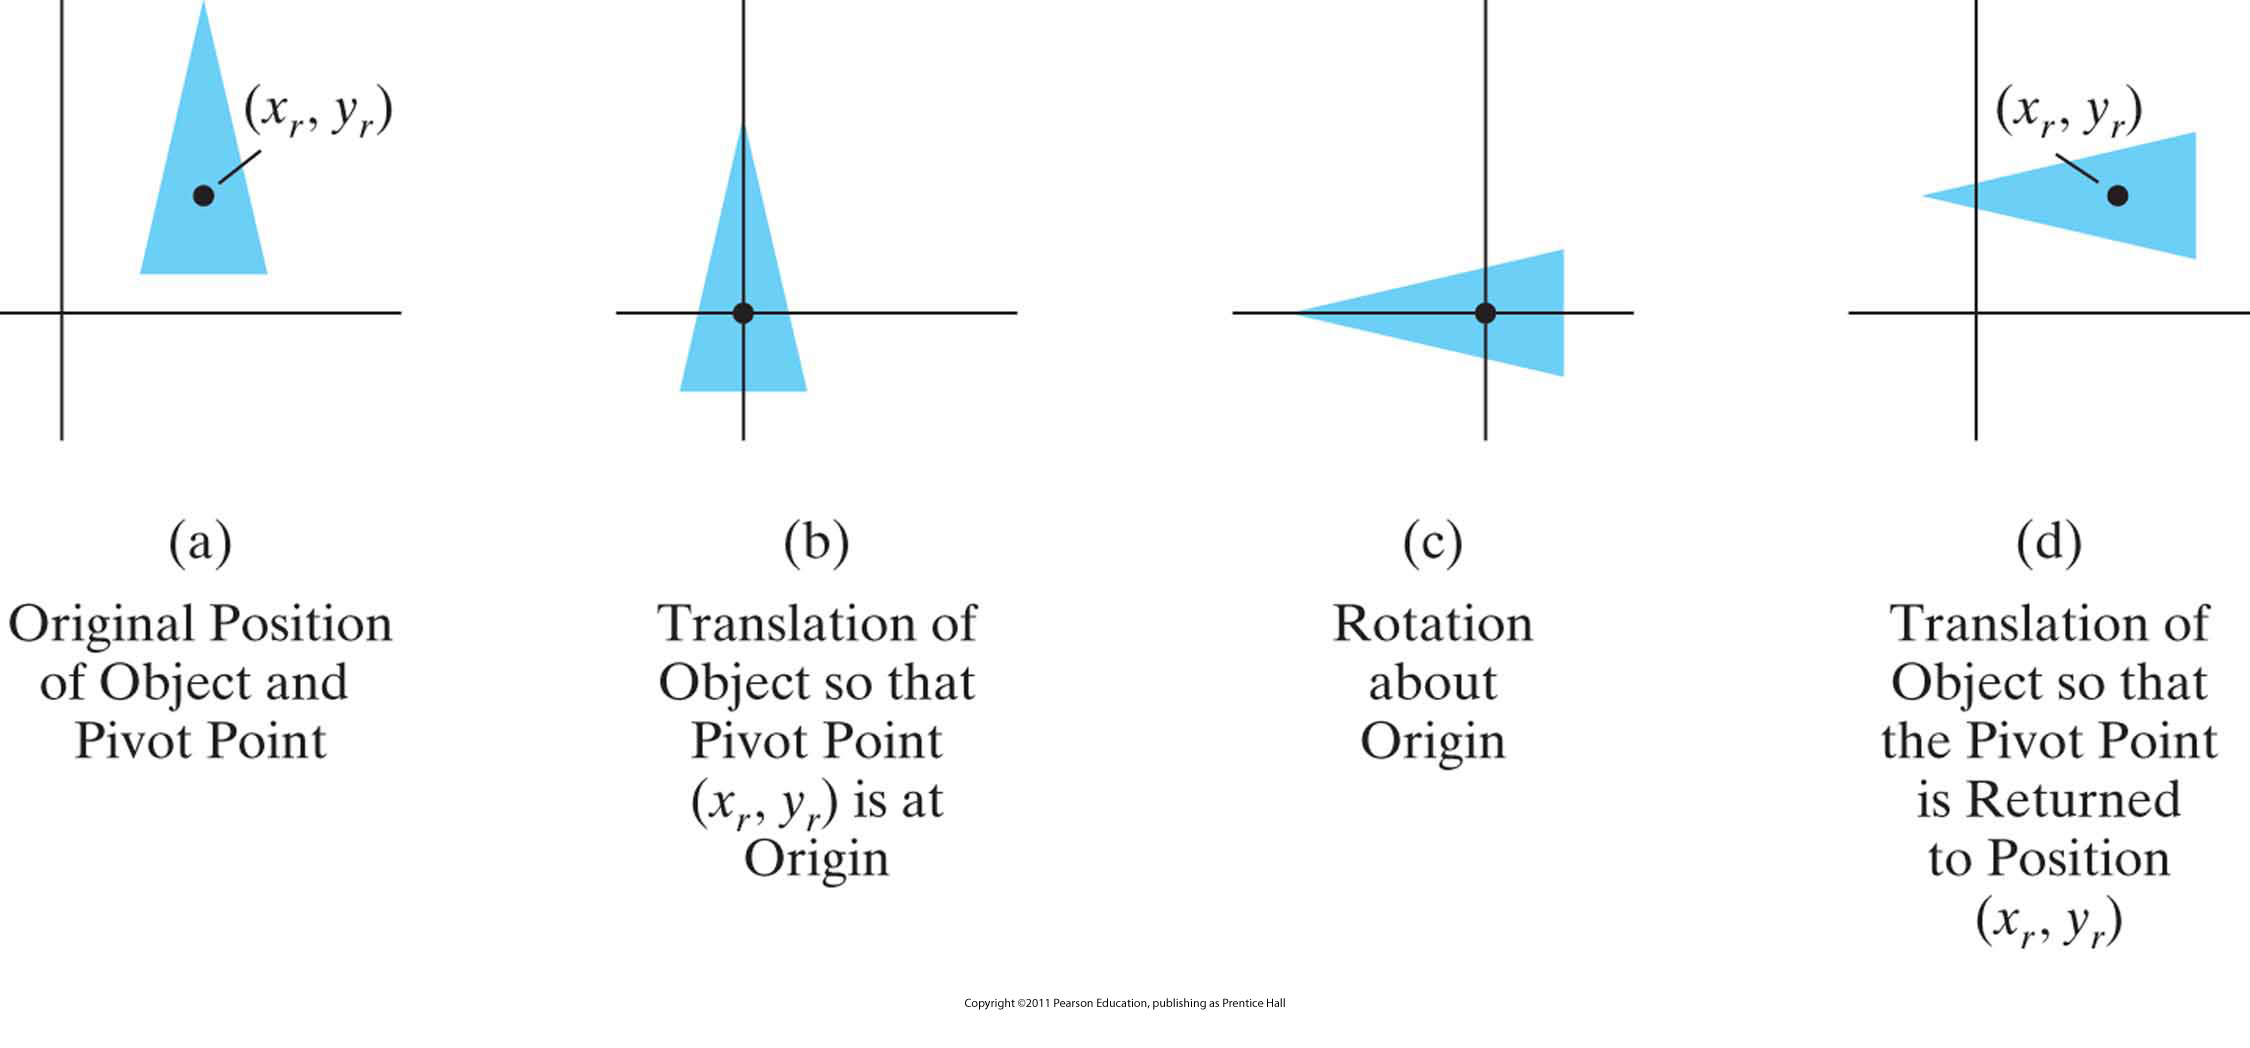 (xr, yr)
(xr, yr)
(a)
Original Position
of Object and
Pivot Point
(b)
Translation of
Object so that
Pivot Point
(xr, yr) is at
Origin
(c)
Rotation
about
Origin
(d)
Translation of
Object so that
the Pivot Point
is Returned
to Position
(xr, yr)
Copyright ©2011 Pearson Education, publishing as Prentice Hall